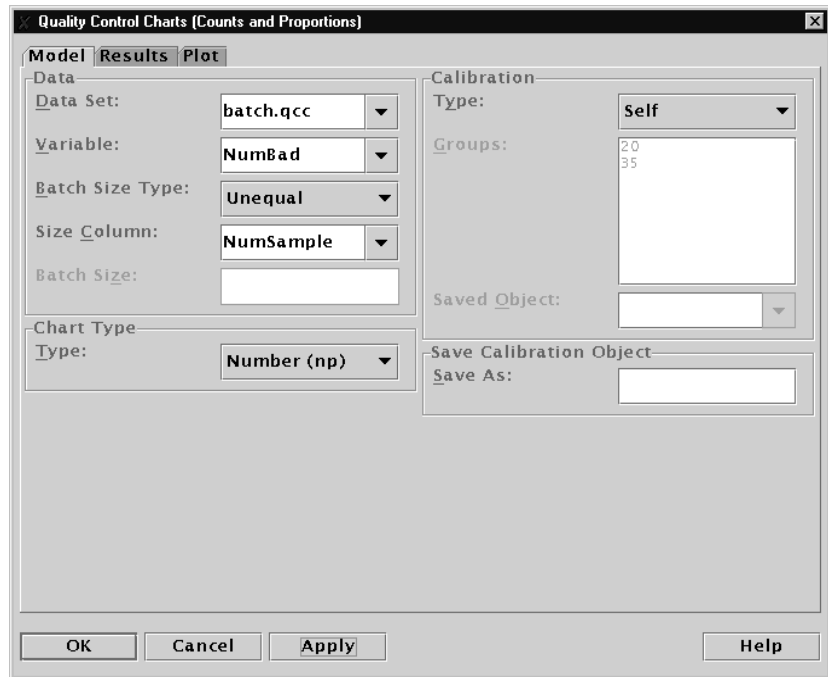 Quality Control Charts (Counts and Proportions)
Model Results Plot
Data
Data Set: batch.qcc
Variable: NumBad
Batch Size Type: Unequal
Size Column: NumSample
Batch Size:
Chart Type
Type: Number (np)
Calibration
Type: Self
Groups: 20
35
Saved Object:
Save Calibration Object
Save As:
OK Cancel Apply Help